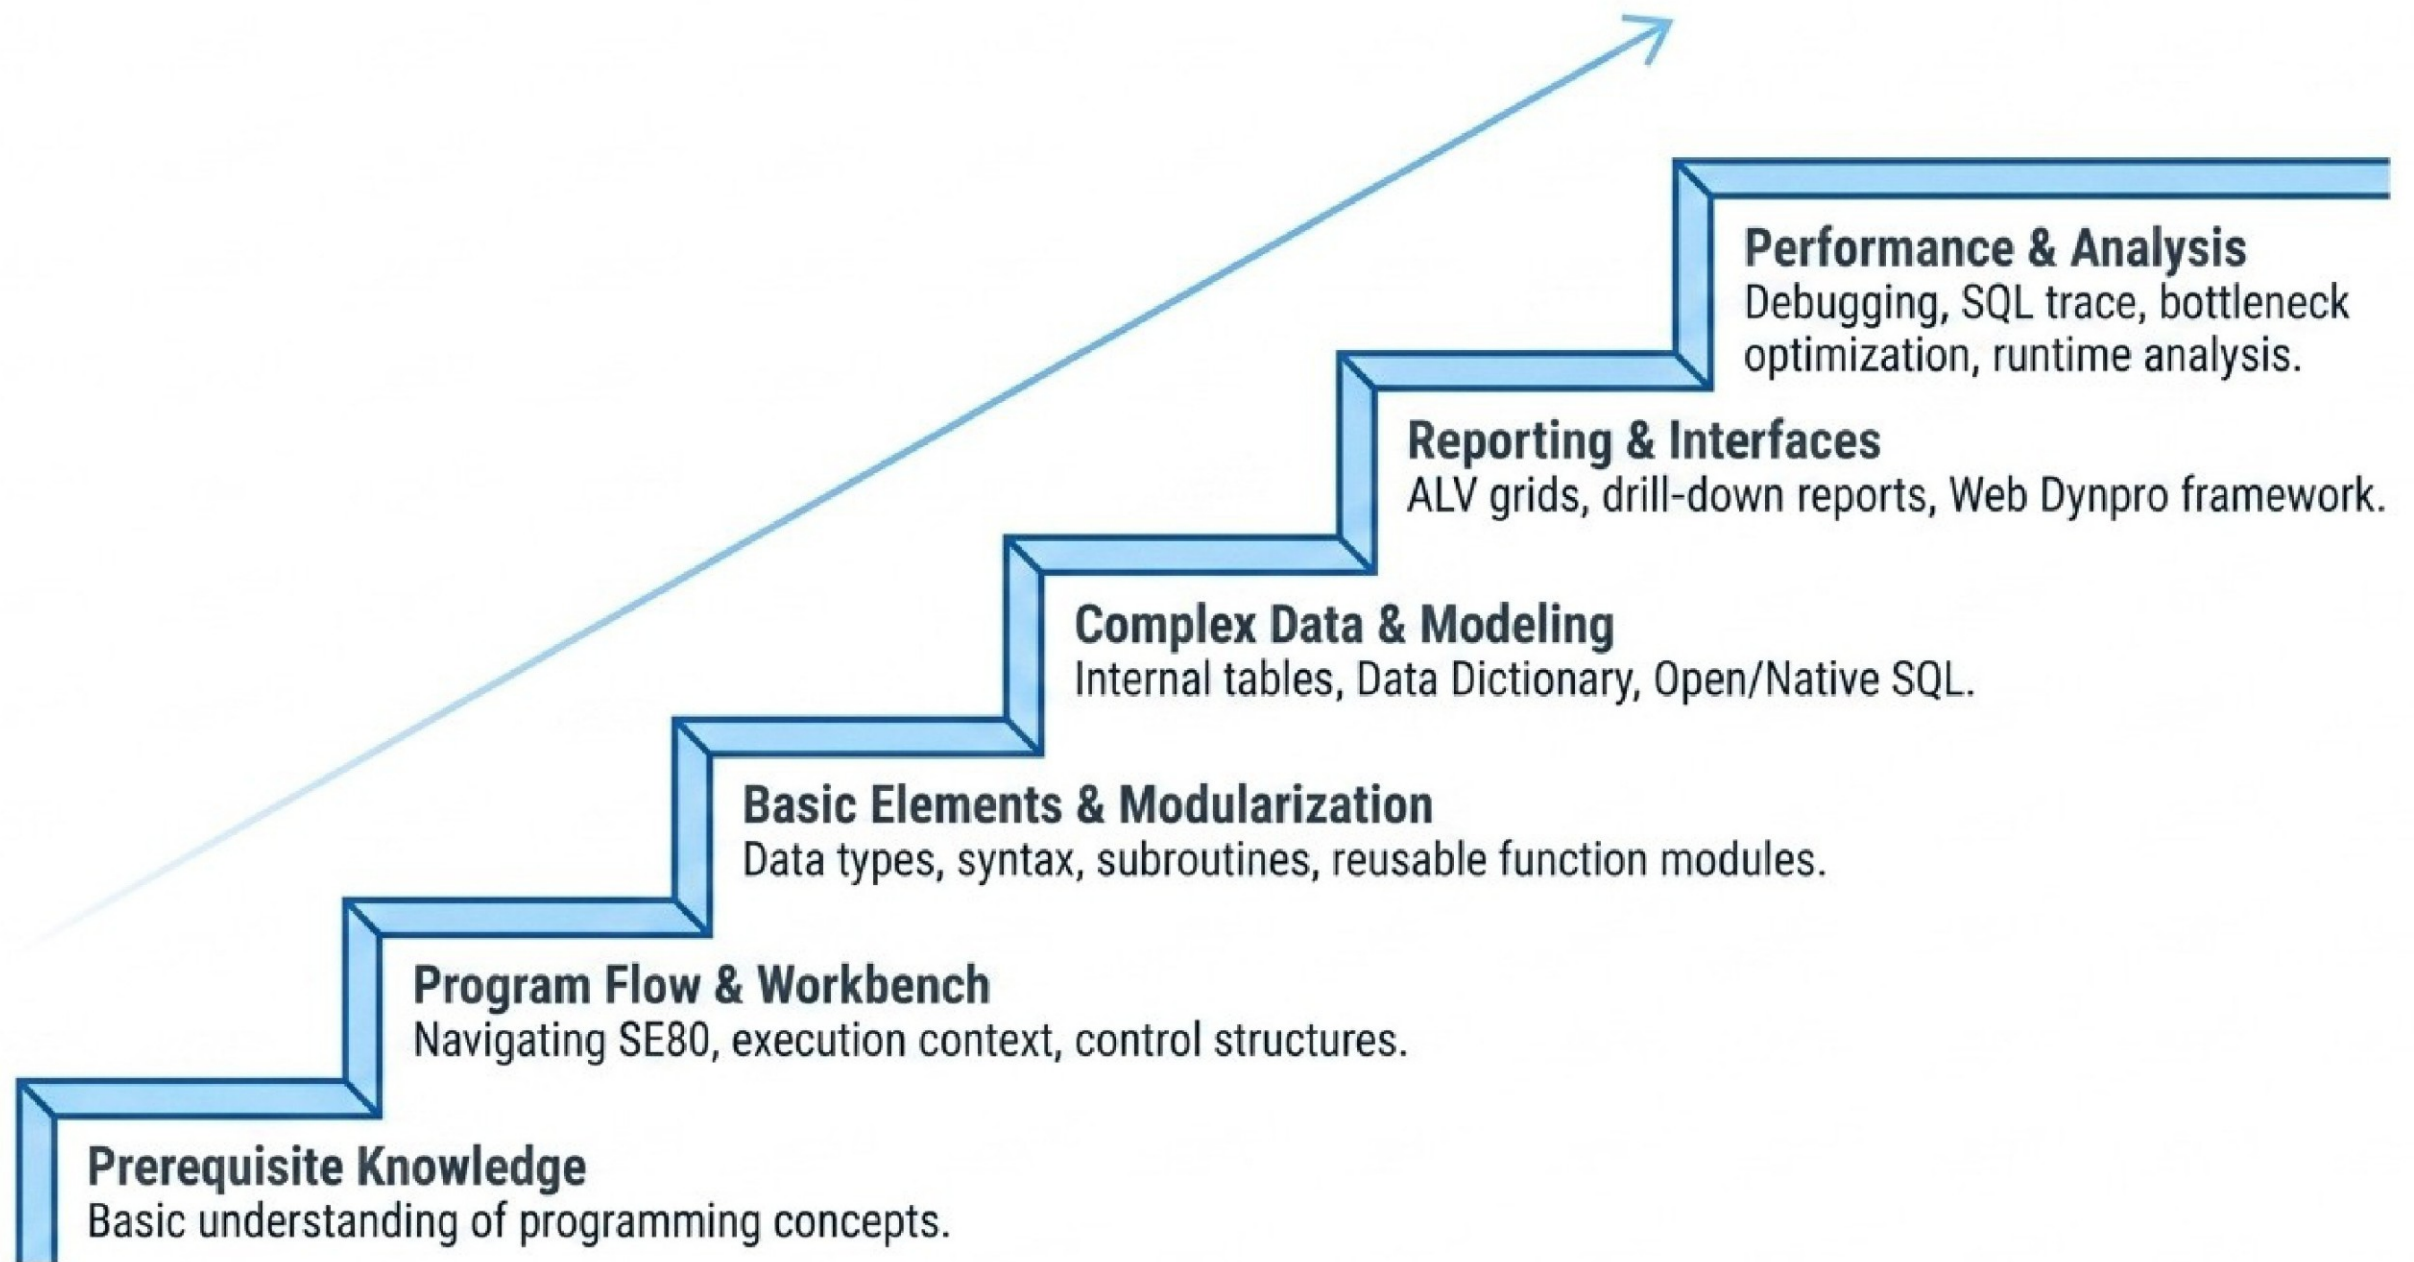 Performance & Analysis
Debugging, SQL trace, bottleneck
optimization, runtime analysis.
Reporting & Interfaces
ALV grids, drill-down reports, Web Dynpro framework.
Complex Data & Modeling
Internal tables, Data Dictionary, Open/Native SQL.
Basic Elements & Modularization
Data types, syntax, subroutines, reusable function modules.
Program Flow & Workbench
Navigating SE80, execution context, control structures.
Prerequisite Knowledge
Basic understanding of programming concepts.